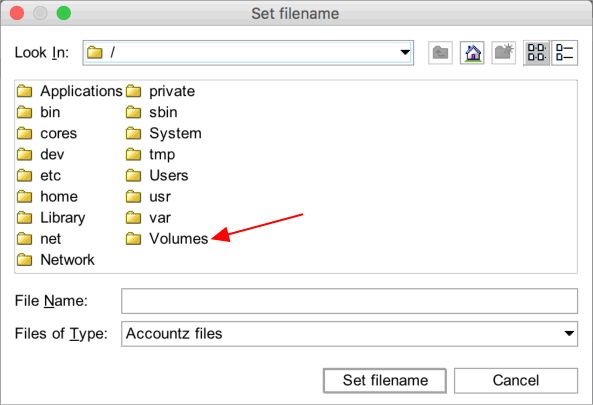 Set filename
Look In: /
Applications private
bin sbin
cores System
dev tmp
etc Users
home usr
Library var
net Volumes
Network
File Name:
Files of Type: Accountz files
Set filename Cancel